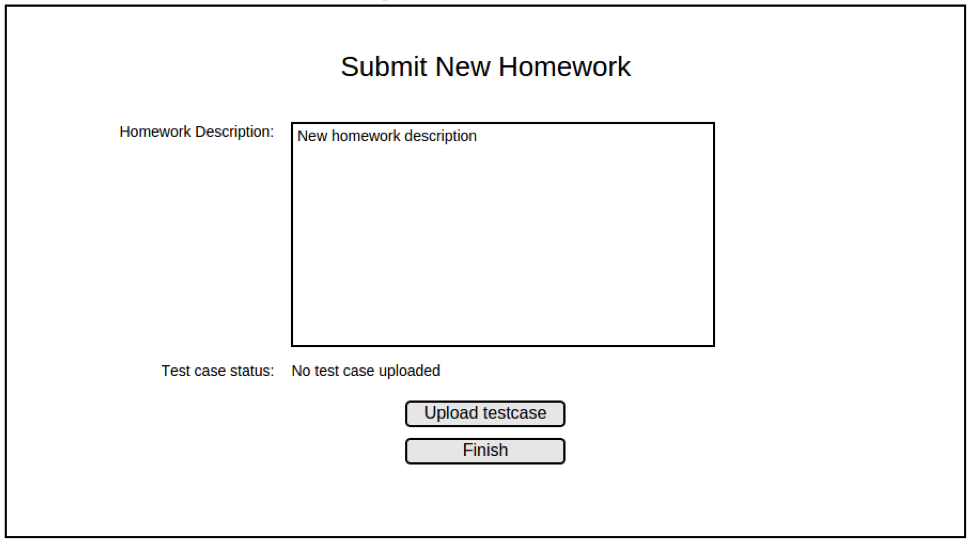 Submit New Homework
Homework Description:
New homework description
Test case status: No test case uploaded
Upload testcase
Finish